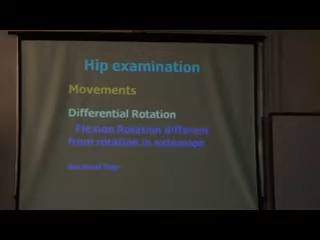 Hip examination
Movements
Differential Rotation
Flexion Rotation different
from rotation in extension